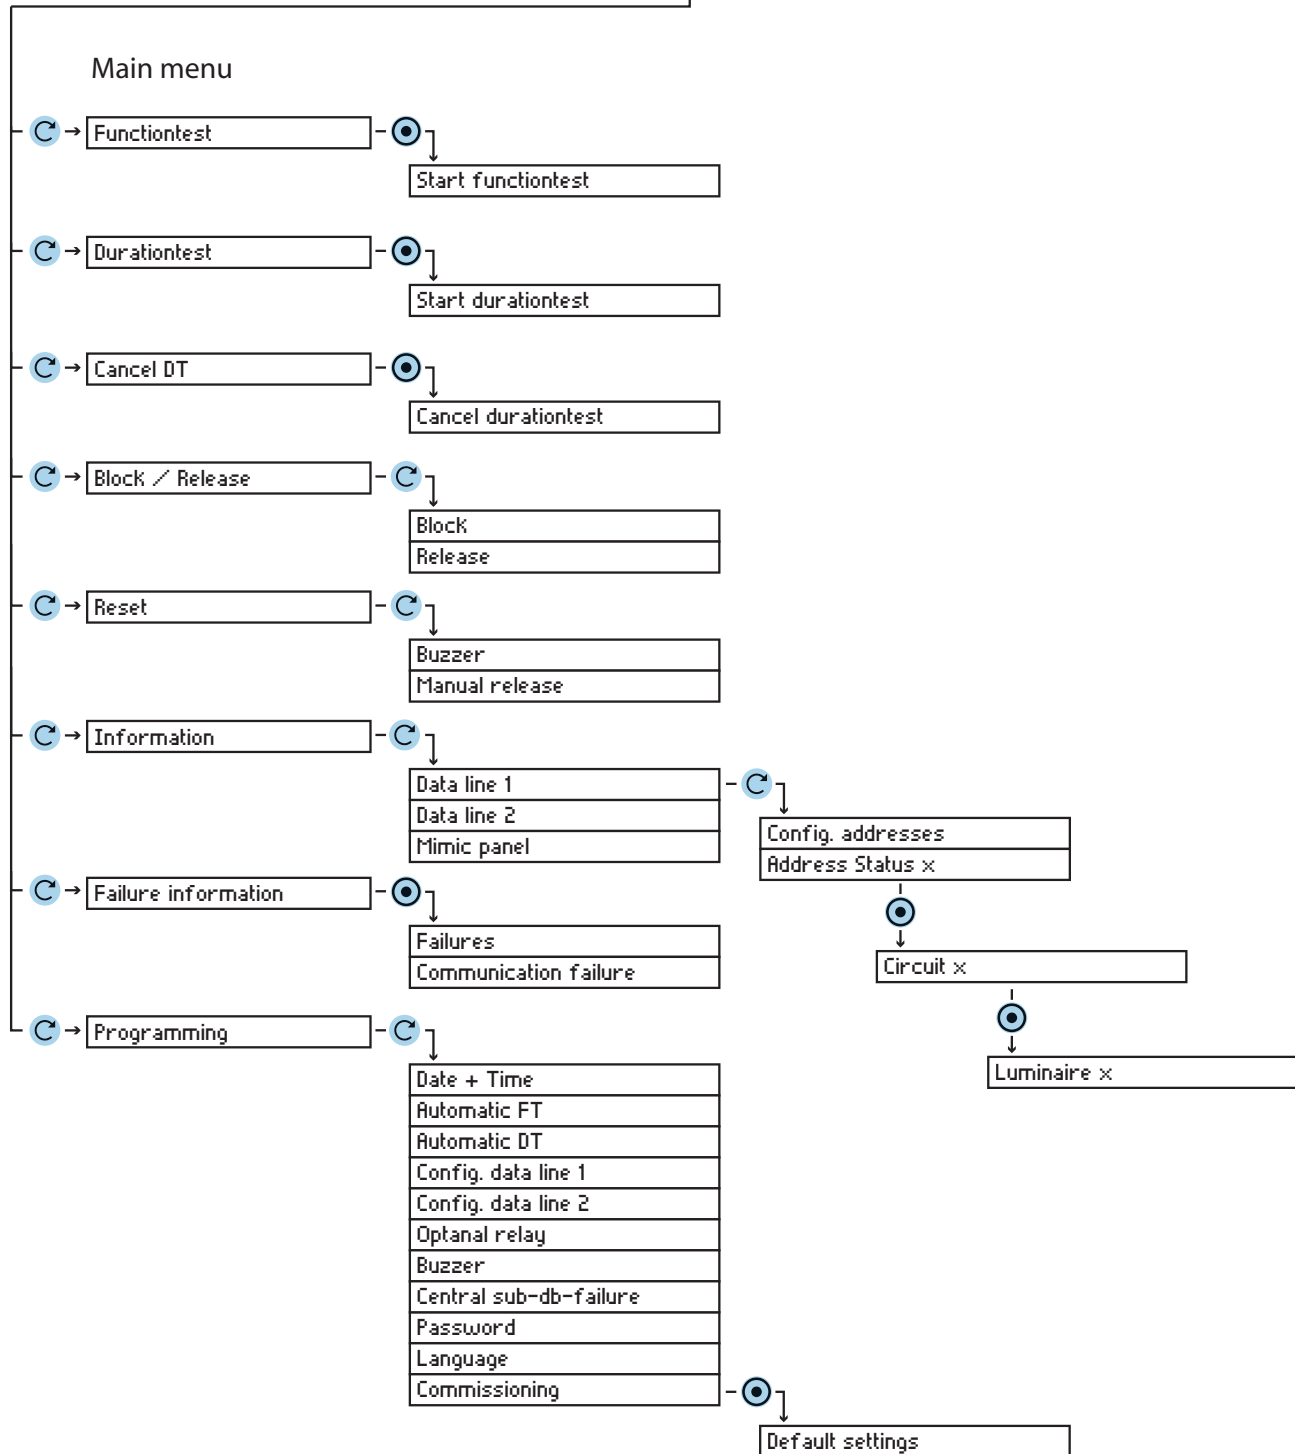 Main menu
Functiontest
Start functiontest
Durationtest
Start durationtest
Cancel DT
Cancel durationtest
Block / Release
Block
Release
Reset
Buzzer
Manual release
Information
Data line 1
Data line 2
Mimic panel
Config. addresses
Address Status x
Circuit x
Luminaire x
Failure information
Failures
Communication failure
Programming
Date + Time
Automatic FT
Automatic DT
Config. data line 1
Config. data line 2
Optanal relay
Buzzer
Central sub-db-failure
Password
Language
Commissioning
Default settings